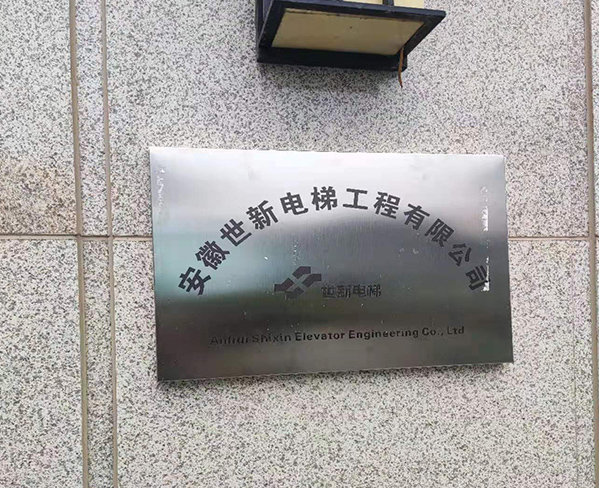 安徽世新电梯工程有限公司
世新电梯
Anhui Shixin Elevator Engineering Co., Ltd